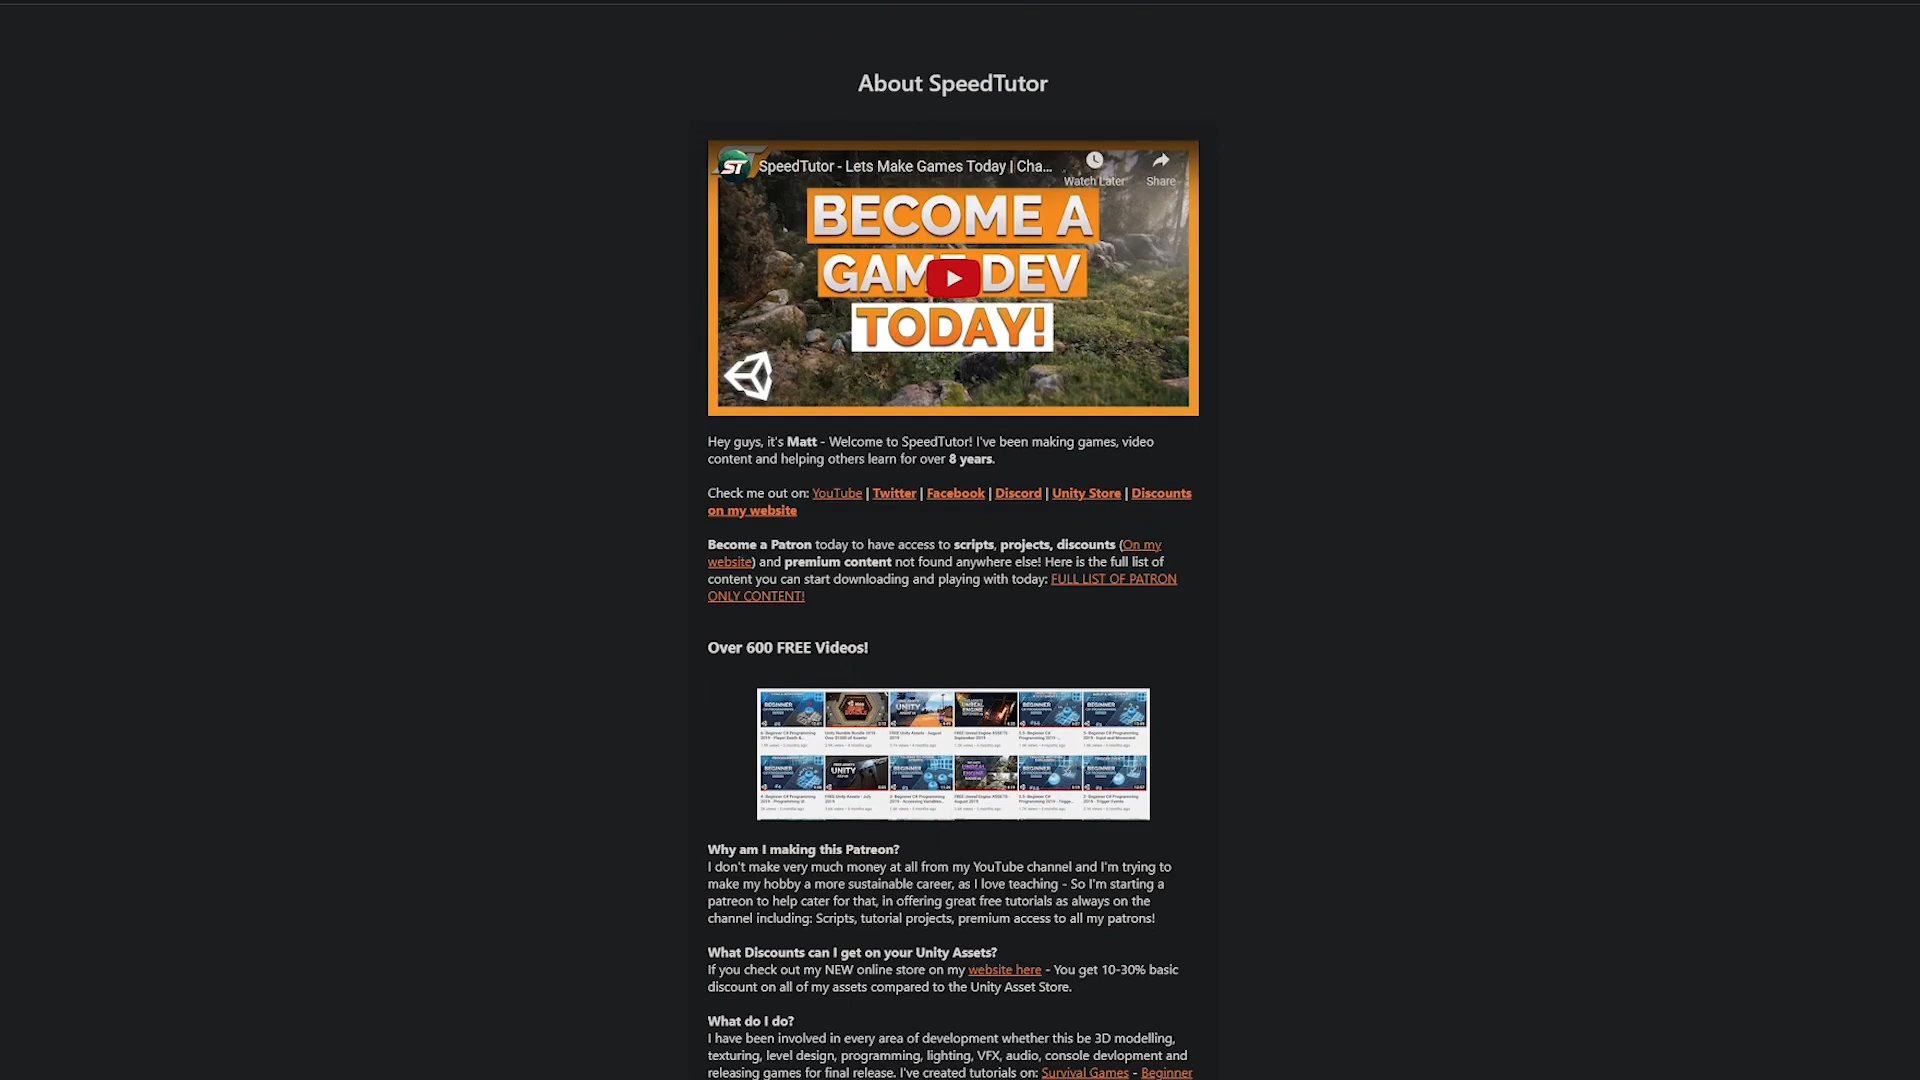 About SpeedTutor
ST
SpeedTutor - Lets Make Games Today | Cha...
Watch Later
Share
BECOME A
GAME DEV
TODAY!
Hey guys, it's Matt - Welcome to SpeedTutor! I've been making games, video
content and helping others learn for over 8 years.
Check me out on: YouTube | Twitter | Facebook | Discord | Unity Store | Discounts
on my website
Become a Patron today to have access to scripts, projects, discounts (On my
website) and premium content not found anywhere else! Here is the full list of
content you can start downloading and playing with today: FULL LIST OF PATRON
ONLY CONTENT!
Over 600 FREE Videos!
Why am I making this Patreon?
I don't make very much money at all from my YouTube channel and I'm trying to
make my hobby a more sustainable career, as I love teaching - So I'm starting a
patreon to help cater for that, in offering great free tutorials as always on the
channel including: Scripts, tutorial projects, premium access to all my patrons!
What Discounts can I get on your Unity Assets?
If you check out my NEW online store on my website here - You get 10-30% basic
discount on all of my assets compared to the Unity Asset Store.
What do I do?
I have been involved in every area of development whether this be 3D modelling,
texturing, level design, programming, lighting, VFX, audio, console devlopment and
releasing games for final release. I've created tutorials on: Survival Games - Beginner